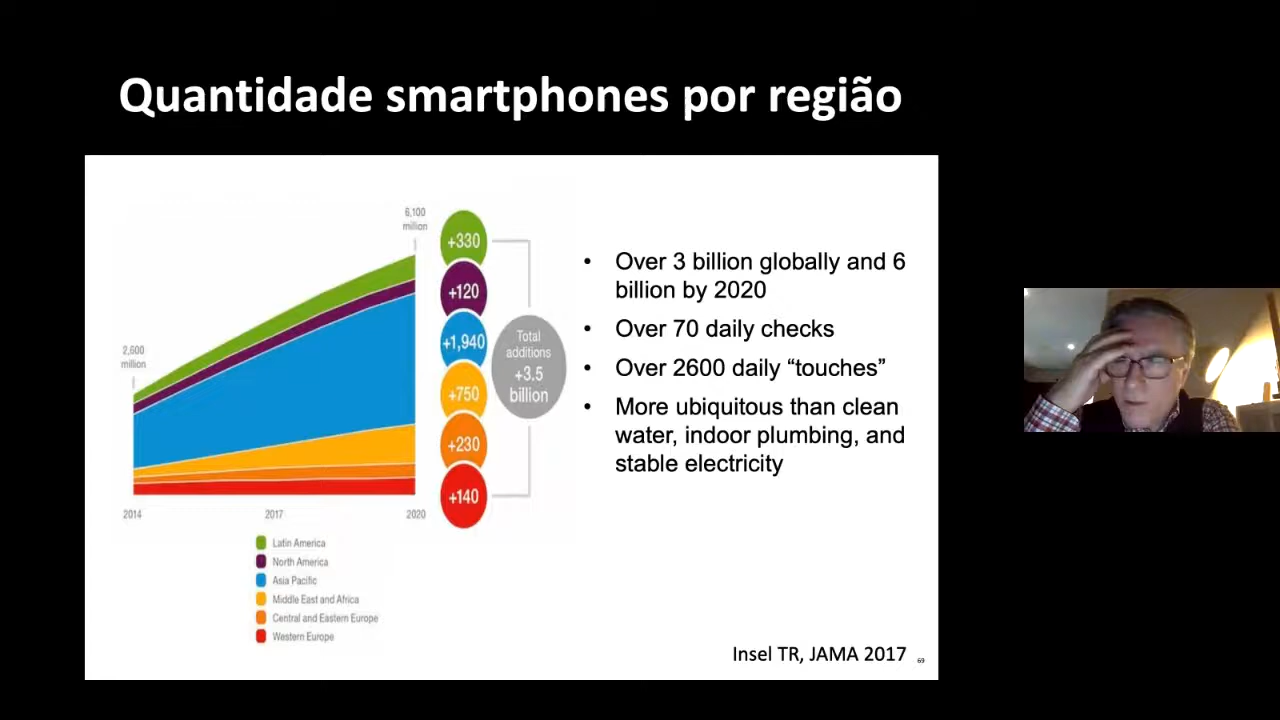 Quantidade smartphones por região
6,100
million
2,600
million
+330
+120
+1,940
+750
+230
+140
Total
additions
+3.5
billion
2014
2017
2020
Latin America
North America
Asia Pacific
Middle East and Africa
Central and Eastern Europe
Western Europe
• Over 3 billion globally and 6
billion by 2020
• Over 70 daily checks
• Over 2600 daily “touches”
• More ubiquitous than clean
water, indoor plumbing, and
stable electricity
Insel TR, JAMA 2017
69